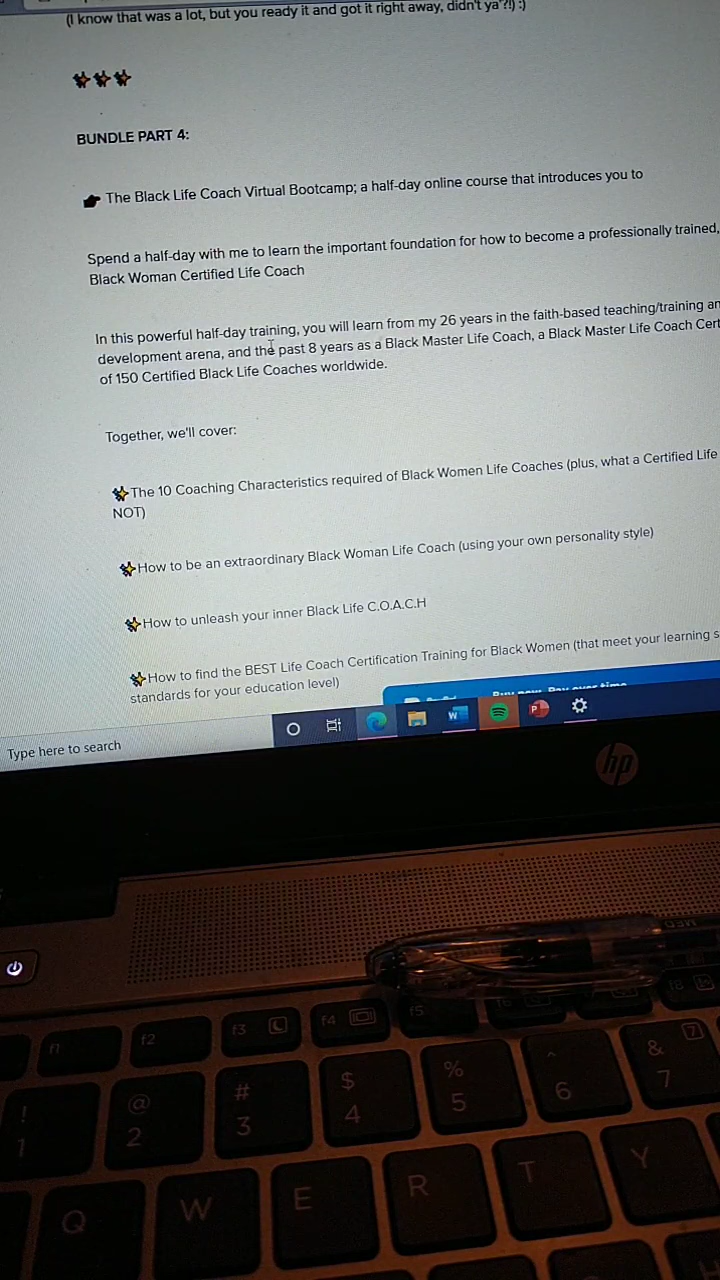 (I know that was a lot, but you ready it and got it right away, didn't ya'?!) :)
BUNDLE PART 4:
The Black Life Coach Virtual Bootcamp; a half-day online course that introduces you to
Spend a half-day with me to learn the important foundation for how to become a professionally trained,
Black Woman Certified Life Coach
In this powerful half-day training, you will learn from my 26 years in the faith-based teaching/training
development arena, and the past 8 years as a Black Master Life Coach, a Black Master Life Coach
of 150 Certified Black Life Coaches worldwide.
Together, we'll cover:
The 10 Coaching Characteristics required of Black Women Life Coaches (plus, what a Certified Life
NOT)
How to be an extraordinary Black Woman Life Coach (using your own personality style)
How to unleash your inner Black Life C.O.A.C.H
How to find the BEST Life Coach Certification Training for Black Women (that meet your learning
standards for your education level)
Buy now. Pay over time.
Type here to search
W P
hp
f1 f2 f3 f4 f5
! @ # $ % ^ & 7
1 2 3 4 5 6 7
Q W E R T Y